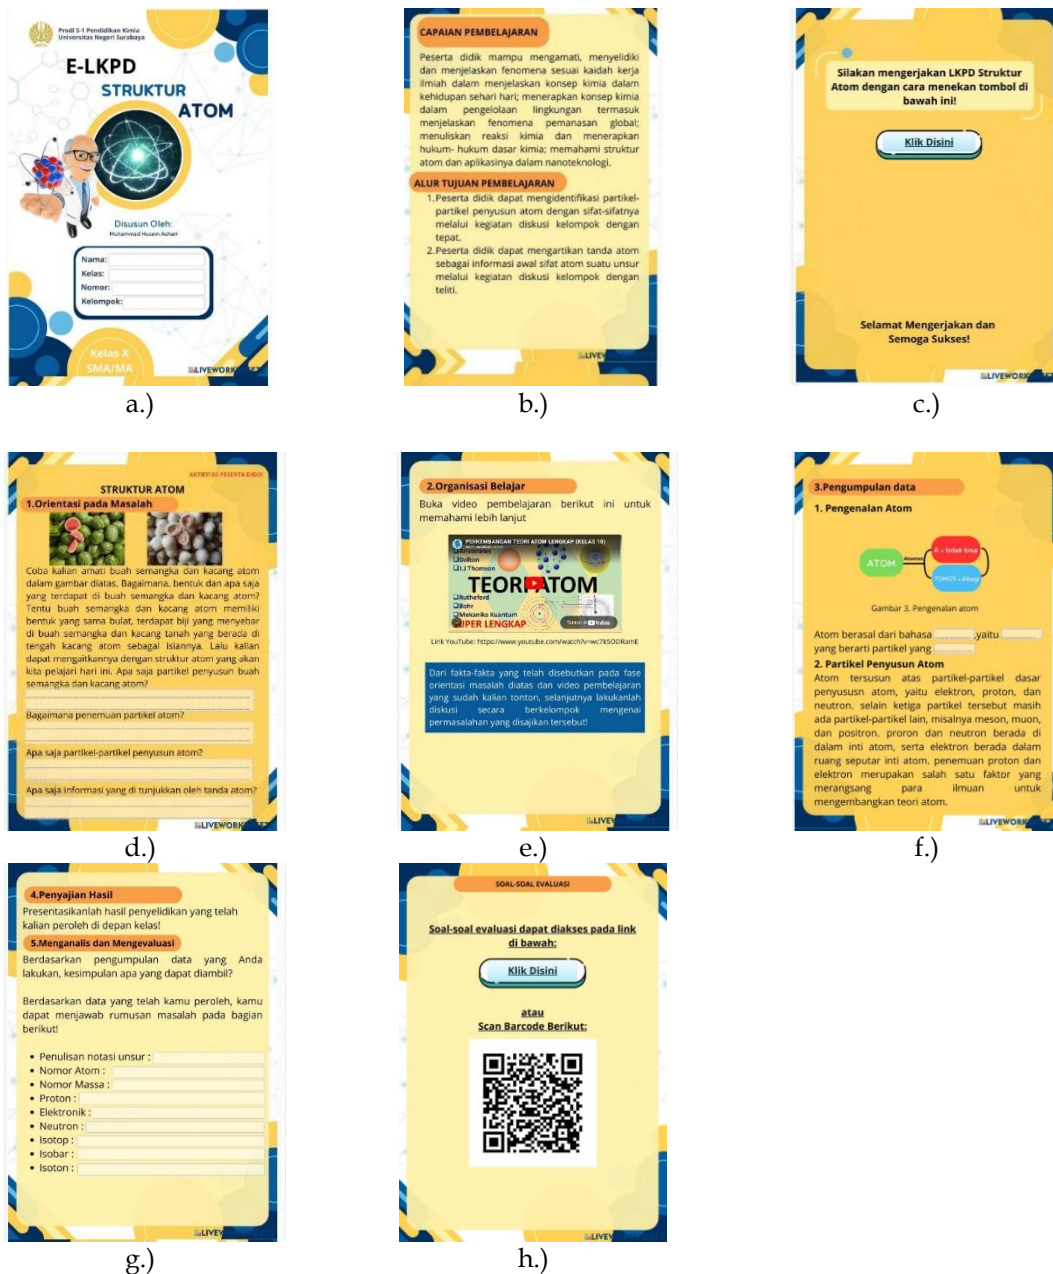 Prodi S-1 Pendidikan Kimia
Universitas Negeri Surabaya
E-LKPD
STRUKTUR
ATOM
Disusun Oleh:
Muhammad Husein Ashari
Nama:
Kelas:
Nomor:
Kelompok:
Kelas X
SMA/MA
a.)
CAPAIAN PEMBELAJARAN
Peserta didik mampu mengamati, menyelidiki
dan menjelaskan fenomena sesuai kaidah kerja
ilmiah dalam menjelaskan konsep kimia dalam
kehidupan sehari hari; menerapkan konsep kimia
dalam pengelolaan lingkungan termasuk
menjelaskan fenomena pemanasan global;
menuliskan reaksi kimia dan menerapkan
hukum- hukum dasar kimia; memahami struktur
atom dan aplikasinya dalam nanoteknologi.
ALUR TUJUAN PEMBELAJARAN
1.Peserta didik dapat mengidentifikasi partikel-
partikel penyusun atom dengan sifat-sifatnya
melalui kegiatan diskusi kelompok dengan
tepat.
2.Peserta didik dapat mengartikan tanda atom
sebagai informasi awal sifat atom suatu unsur
melalui kegiatan diskusi kelompok dengan
teliti.
b.)
Silakan mengerjakan LKPD Struktur
Atom dengan cara menekan tombol di
bawah ini!
Klik Disini
Selamat Mengerjakan dan
Semoga Sukses!
c.)
AKTIFITAS PESERTA DIDIK
STRUKTUR ATOM
1.Orientasi pada Masalah
Coba kalian amati buah semangka dan kacang atom
dalam gambar diatas. Bagaimana, bentuk dan apa saja
yang terdapat di buah semangka dan kacang atom?
Tentu buah semangka dan kacang atom memiliki
bentuk yang sama bulat, terdapat biji yang menyebar
di buah semangka dan kacang tanah yang berada di
tengah kacang atom sebagai isiannya. Lalu kalian
dapat mengaitkannya dengan struktur atom yang akan
kita pelajari hari ini. Apa saja partikel penyusun buah
semangka dan kacang atom?
Bagaimana penemuan partikel atom?
Apa saja partikel-partikel penyusun atom?
Apa saja informasi yang di tunjukkan oleh tanda atom?
d.)
2.Organisasi Belajar
Buka video pembelajaran berikut ini untuk
memahami lebih lanjut
PERKEMBANGAN TEORI ATOM LENGKAP (KELAS 10)
Dalton
J.J Thomson
TEORI ATOM
Rutheford
Bohr
Mekanika Kuantum
SUPER LENGKAP
YouTube
Dari fakta-fakta yang telah disebutkan pada fase
orientasi masalah diatas dan video pembelajaran
yang sudah kalian tonton, selanjutnya lakukanlah
diskusi secara berkelompok mengenai
permasalahan yang disajikan tersebut!
e.)
3.Pengumpulan data
1. Pengenalan Atom
ATOM
Atomos
A = tidak bisa
TOMOS = dibagi
Gambar 3. Pengenalan atom
Atom berasal dari bahasa ,yaitu
yang berarti partikel yang
2. Partikel Penyusun Atom
Atom tersusun atas partikel-partikel dasar
penyususn atom, yaitu elektron, proton, dan
neutron. selain ketiga partikel tersebut masih
ada partikel-partikel lain, misalnya meson, muon,
dan positron. proron dan neutron berada di
dalam inti atom, serta elektron berada dalam
ruang seputar inti atom. penemuan proton dan
elektron merupakan salah satu faktor yang
merangsang para ilmuan untuk
mengembangkan teori atom.
f.)
4.Penyajian Hasil
Presentasikanlah hasil penyelidikan yang telah
kalian peroleh di depan kelas!
5.Menganalis dan Mengevaluasi
Berdasarkan pengumpulan data yang Anda
lakukan, kesimpulan apa yang dapat diambil?
Berdasarkan data yang telah kamu peroleh, kamu
dapat menjawab rumusan masalah pada bagian
berikut!
• Penulisan notasi unsur :
• Nomor Atom :
• Nomor Massa :
• Proton :
• Elektronik :
• Neutron :
• Isotop :
• Isobar :
• Isoton :
g.)
SOAL-SOAL EVALUASI
Soal-soal evaluasi dapat diakses pada link
di bawah:
Klik Disini
atau
Scan Barcode Berikut:
h.)